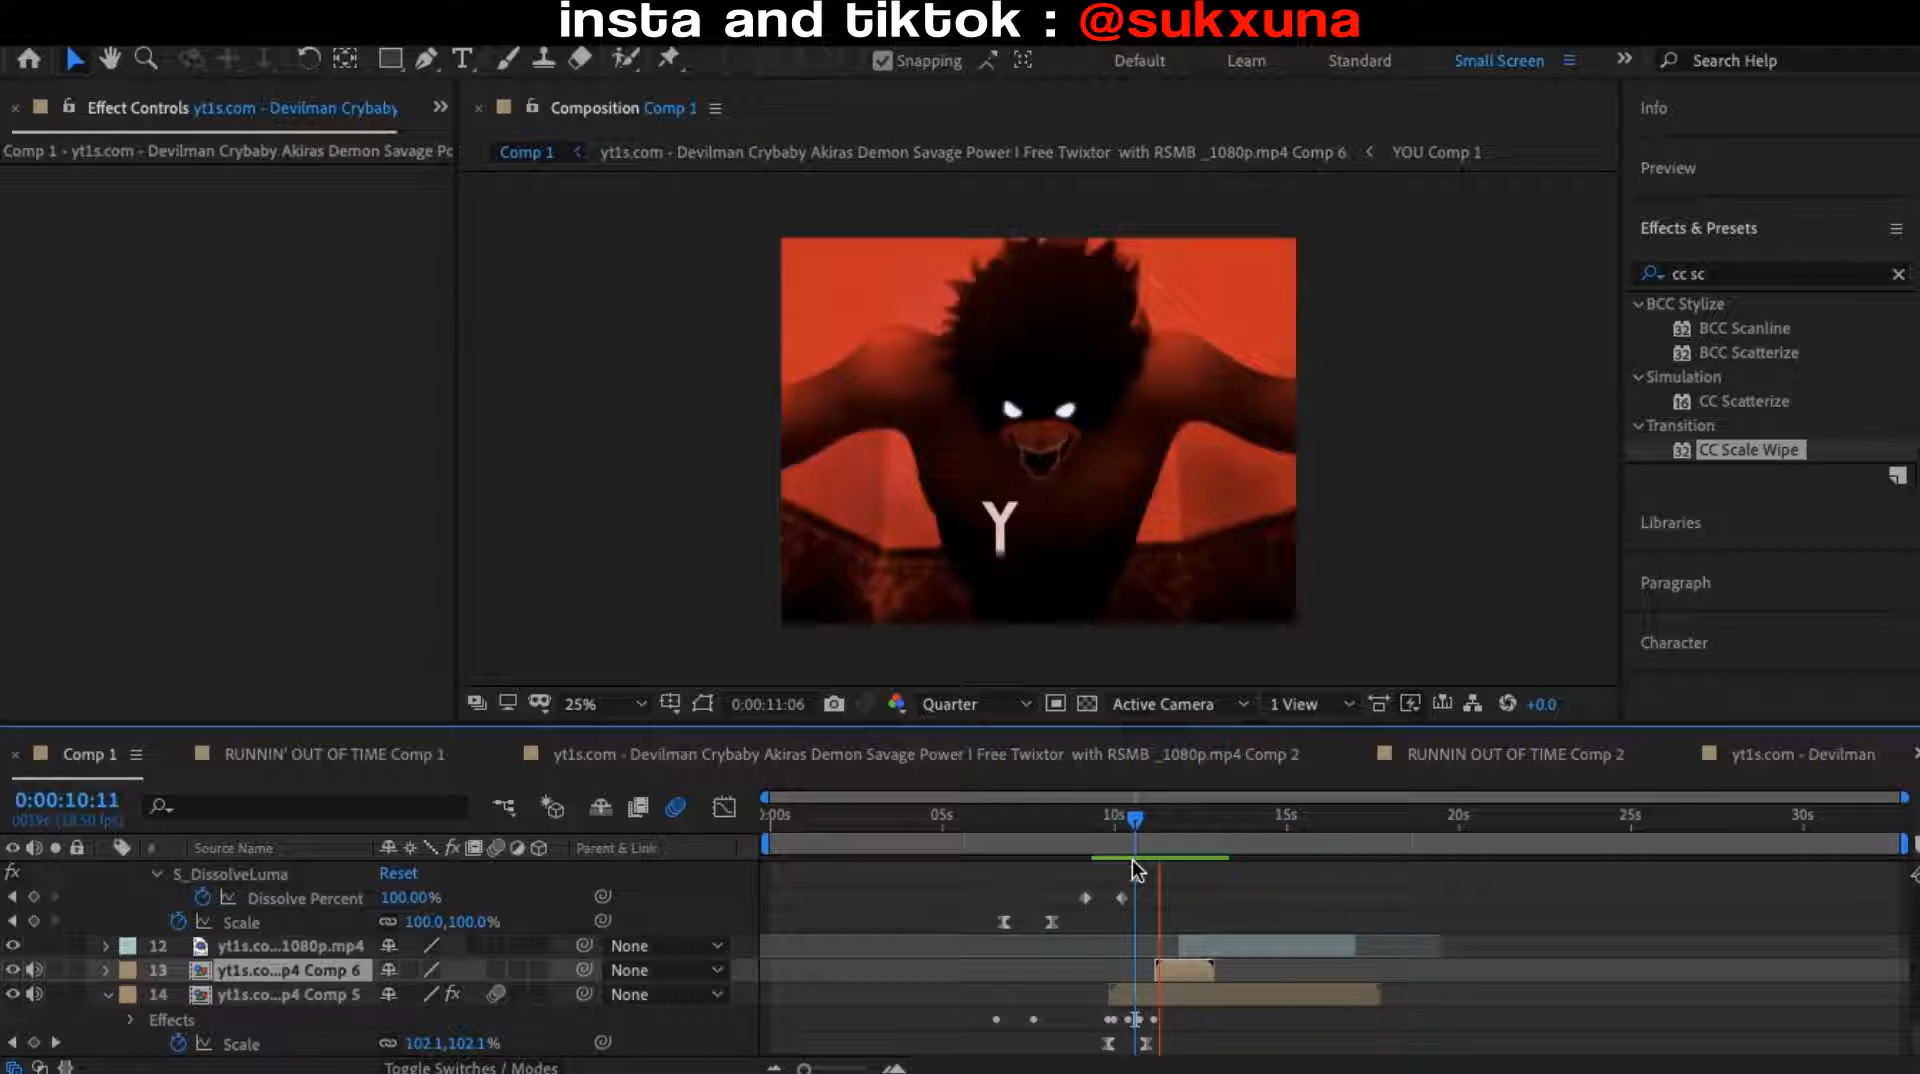 insta and tiktok : @sukxuna
Snapping
Default
Learn
Standard
Small Screen
Search Help
Effect Controls yt1s.com - Devilman Crybaby
Composition Comp 1
Info
Comp 1 - yt1s.com - Devilman Crybaby Akiras Demon Savage Po
Comp 1
yt1s.com - Devilman Crybaby Akiras Demon Savage Power I Free Twixtor with RSMB _1080p.mp4 Comp 6
YOU Comp 1
Preview
Effects & Presets
cc sc
BCC Stylize
32 BCC Scanline
32 BCC Scatterize
Simulation
16 CC Scatterize
Transition
32 CC Scale Wipe
Y
Libraries
Paragraph
Character
25%
0:00:11:06
Quarter
Active Camera
1 View
+0.0
Comp 1
RUNNIN' OUT OF TIME Comp 1
yt1s.com - Devilman Crybaby Akiras Demon Savage Power I Free Twixtor with RSMB _1080p.mp4 Comp 2
RUNNIN OUT OF TIME Comp 2
yt1s.com - Devilman
0:00:10:11
05s
10s
15s
20s
25s
30s
# Source Name
fx
Parent & Link
fx S_DissolveLuma Reset
Dissolve Percent 100.00%
Scale 100.0,100.0%
12 yt1s.co...1080p.mp4 None
13 yt1s.co...p4 Comp 6 None
14 yt1s.co...p4 Comp 5 fx None
Effects
Scale 102.1,102.1%
Toggle Switches / Modes